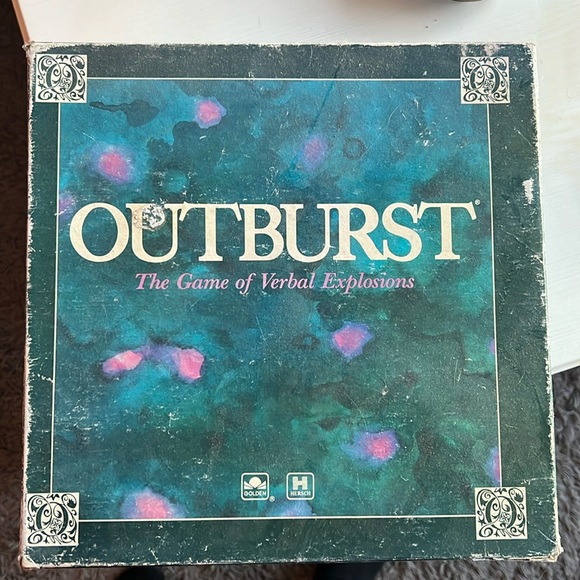 OUTBURST®
The Game of Verbal Explosions
GOLDEN ®
H
HERSCH